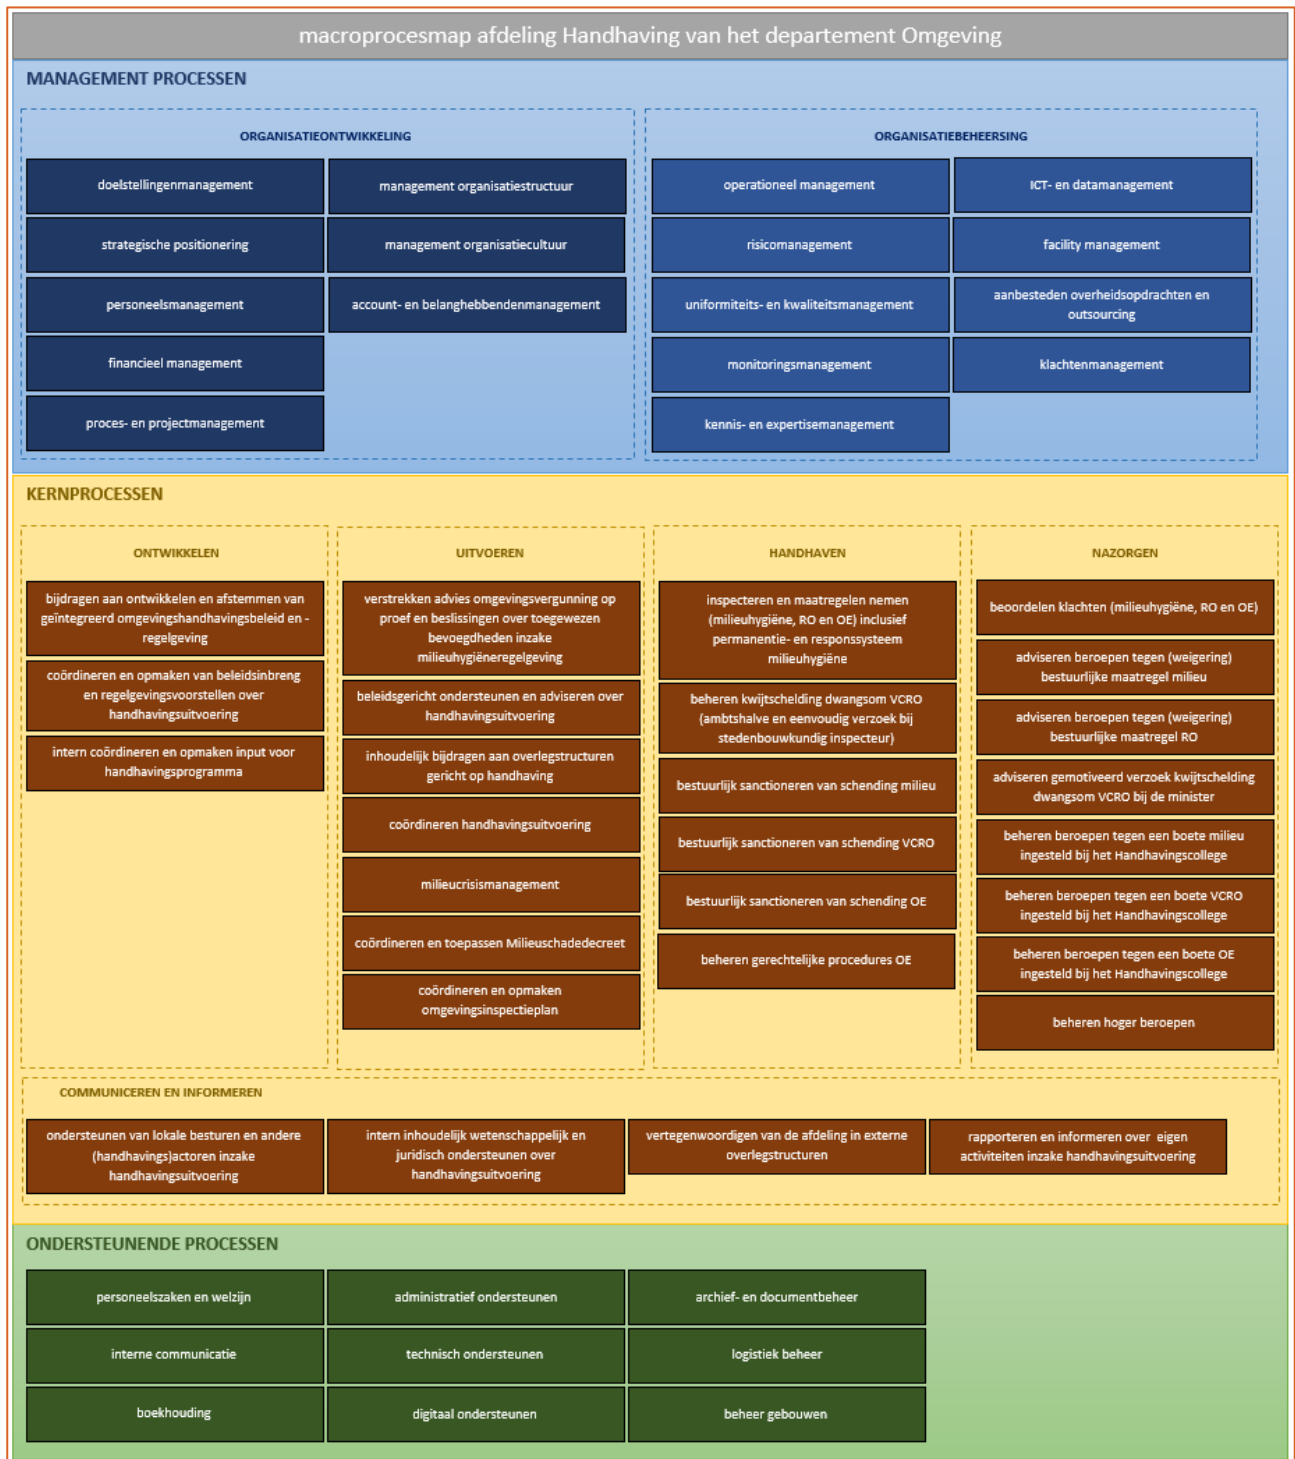 macroprocesmap afdeling Handhaving van het departement Omgeving
MANAGEMENT PROCESSEN
ORGANISATIEONTWIKKELING
doelstellingenmanagement
management organisatiestructuur
strategische positionering
management organisatiecultuur
personeelsmanagement
account- en belanghebbendenmanagement
financieel management
proces- en projectmanagement
ORGANISATIEBEHEERSING
operationeel management
ICT- en datamanagement
risicomanagement
facility management
uniformiteits- en kwaliteitsmanagement
aanbesteden overheidsopdrachten en
outsourcing
monitoringsmanagement
klachtenmanagement
kennis- en expertisemanagement
KERNPROCESSEN
ONTWIKKELEN
bijdragen aan ontwikkelen en afstemmen van
geïntegreerd omgevingshandhavingsbeleid en -
regelgeving
coördineren en opmaken van beleidsinbreng
en regelgevingsvoorstellen over
handhavingsuitvoering
intern coördineren en opmaken input voor
handhavingsprogramma
UITVOEREN
verstrekken advies omgevingsvergunning op
proef en beslissingen over toegewezen
bevoegdheden inzake
milieuhygiëneregelgeving
beleidsgericht ondersteunen en adviseren over
handhavingsuitvoering
inhoudelijk bijdragen aan overlegstructuren
gericht op handhaving
coördineren handhavingsuitvoering
milieucrisismanagement
coördineren en toepassen Milieuschadedecreet
coördineren en opmaken
omgevingsinspectieplan
HANDHAVEN
inspecteren en maatregelen nemen
(milieuhygiëne, RO en OE) inclusief
permanentie- en responssysteem
milieuhygiëne
beheren kwijtschelding dwangsom VCRO
(ambtshalve en eenvoudig verzoek bij
stedenbouwkundig inspecteur)
bestuurlijk sanctioneren van schending milieu
bestuurlijk sanctioneren van schending VCRO
bestuurlijk sanctioneren van schending OE
beheren gerechtelijke procedures OE
NAZORGEN
beoordelen klachten (milieuhygiëne, RO en OE)
adviseren beroepen tegen (weigering)
bestuurlijke maatregel milieu
adviseren beroepen tegen (weigering)
bestuurlijke maatregel RO
adviseren gemotiveerd verzoek kwijtschelding
dwangsom VCRO bij de minister
beheren beroepen tegen een boete milieu
ingesteld bij het Handhavingscollege
beheren beroepen tegen een boete VCRO
ingesteld bij het Handhavingscollege
beheren beroepen tegen een boete OE
ingesteld bij het Handhavingscollege
beheren hoger beroepen
COMMUNICEREN EN INFORMEREN
ondersteunen van lokale besturen en andere
(handhavings)actoren inzake
handhavingsuitvoering
intern inhoudelijk wetenschappelijk en
juridisch ondersteunen over
handhavingsuitvoering
vertegenwoordigen van de afdeling in externe
overlegstructuren
rapporteren en informeren over eigen
activiteiten inzake handhavingsuitvoering
ONDERSTEUNENDE PROCESSEN
personeelszaken en welzijn
administratief ondersteunen
archief- en documentbeheer
interne communicatie
technisch ondersteunen
logistiek beheer
boekhouding
digitaal ondersteunen
beheer gebouwen